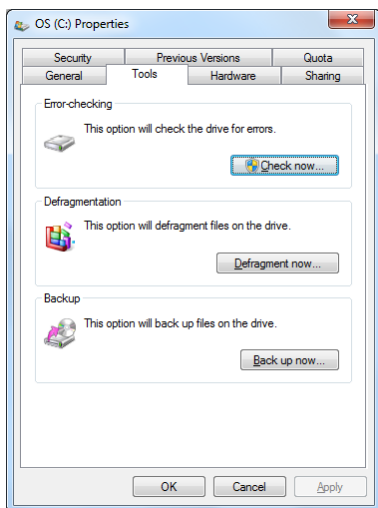 OS (C:) Properties
Security Previous Versions Quota
General Tools Hardware Sharing
Error-checking
This option will check the drive for errors.
Check now...
Defragmentation
This option will defragment files on the drive.
Defragment now...
Backup
This option will back up files on the drive.
Back up now...
OK Cancel Apply